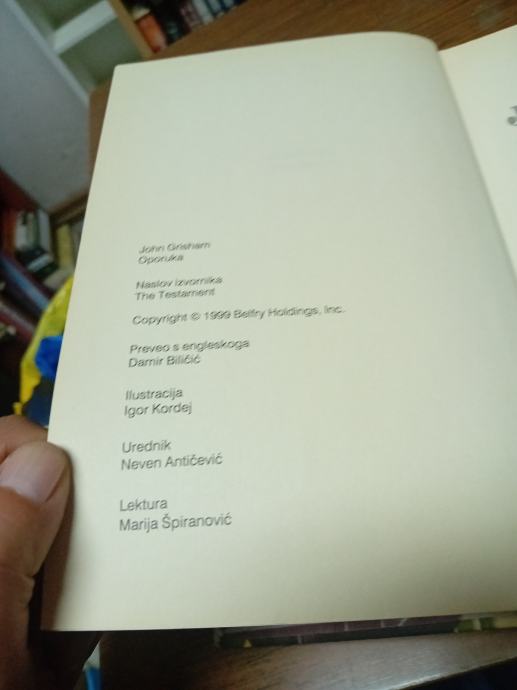 John Grisham
Oporuka
Naslov izvornika
The Testament
Copyright © 1999 Belfry Holdings, Inc.
Preveo s engleskoga
Damir Biličić
Ilustracija
Igor Kordej
Urednik
Neven Antičević
Lektura
Marija Špiranović